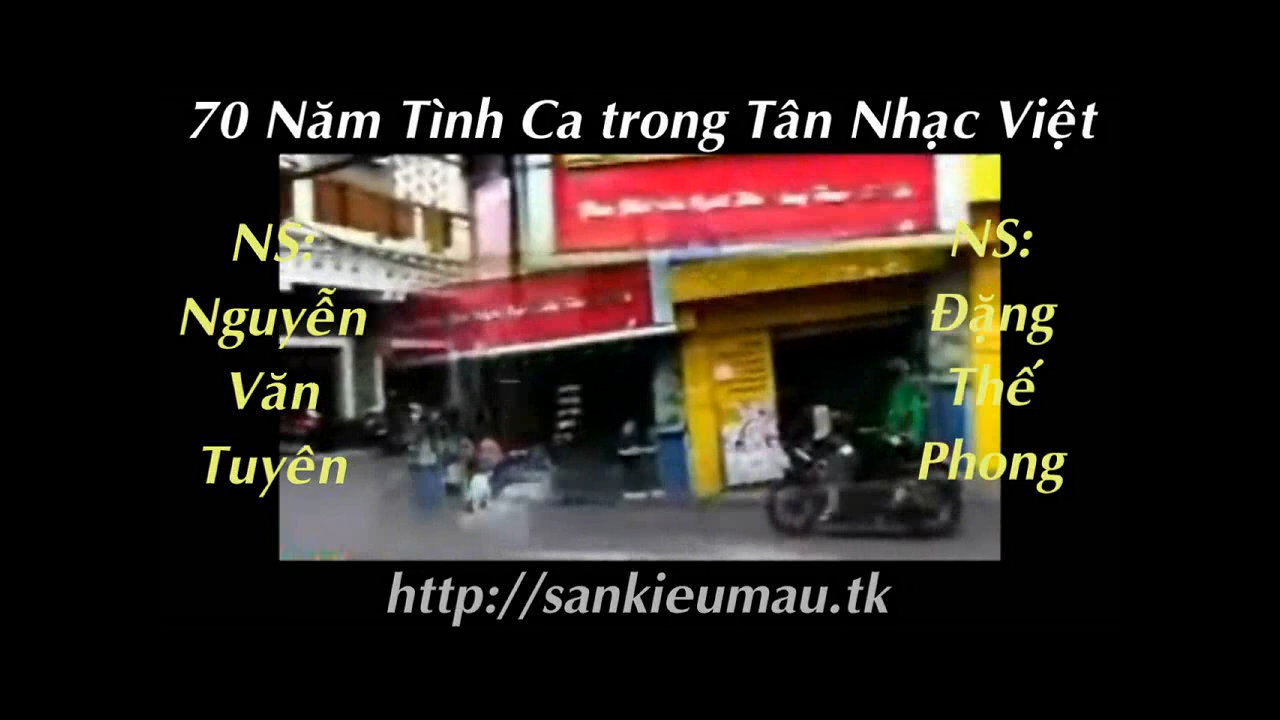 70 Năm Tình Ca trong Tân Nhạc Việt
NS:
Nguyễn
Văn
Tuyên
NS:
Đặng
Thế
Phong
http://sankieumau.tk